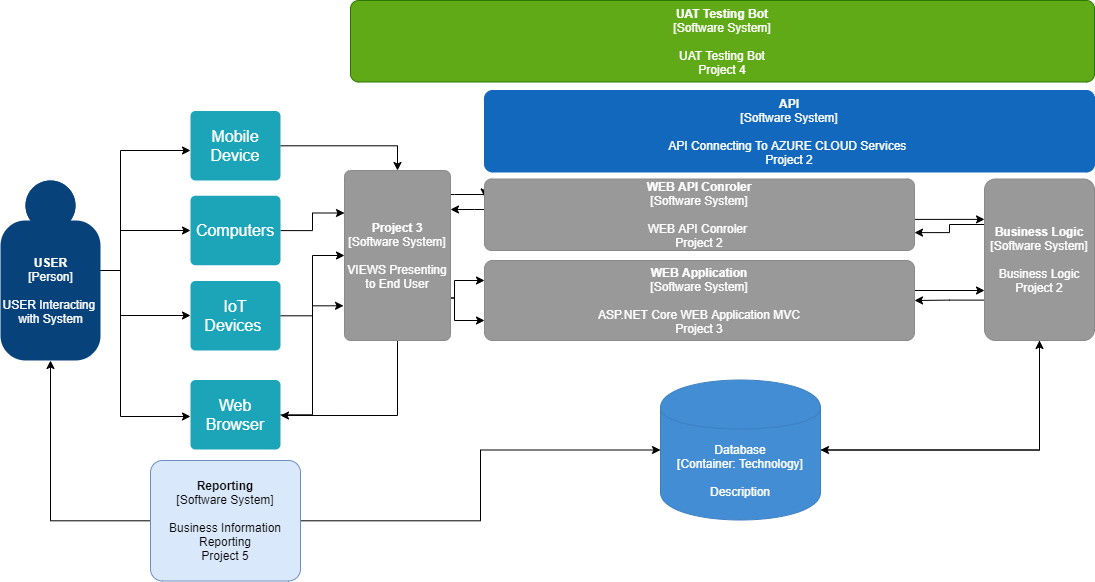 UAT Testing Bot
[Software System]
UAT Testing Bot
Project 4
API
[Software System]
API Connecting To AZURE CLOUD Services
Project 2
Mobile
Device
Computers
IoT
Devices
Web
Browser
USER
[Person]
USER Interacting
with System
Project 3
[Software System]
VIEWS Presenting
to End User
WEB API Conroler
[Software System]
WEB API Conroler
Project 2
WEB Application
[Software System]
ASP.NET Core WEB Application MVC
Project 3
Business Logic
[Software System]
Business Logic
Project 2
Database
[Container: Technology]
Description
Reporting
[Software System]
Business Information
Reporting
Project 5